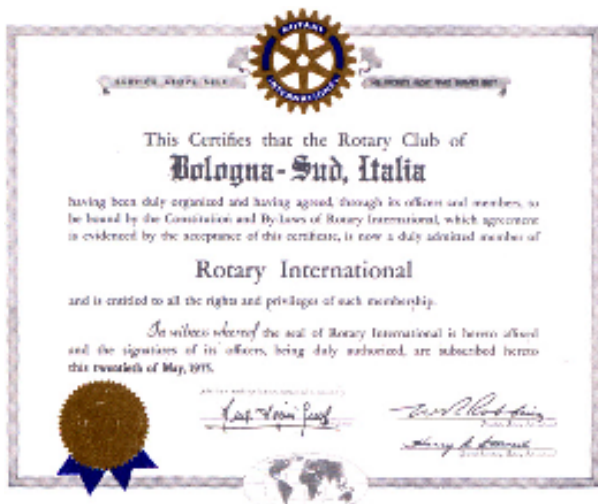 ROTARY
INTERNATIONAL
SERVICE ABOVE SELF
This Certifies that the Rotary Club of
Bologna-Sud, Italia
having been duly organized and having agreed, through its officers and members, to
be bound by the Constitution and By-Laws of Rotary International, which agreement
is evidenced by the acceptance of this certificate, is now a duly admitted member of
Rotary International
and is entitled to all the rights and privileges of such membership.
In witness whereof the seal of Rotary International is hereto affixed
and the signatures of its officers, being duly authorized, are subscribed hereto
this twentieth of May, 1975.